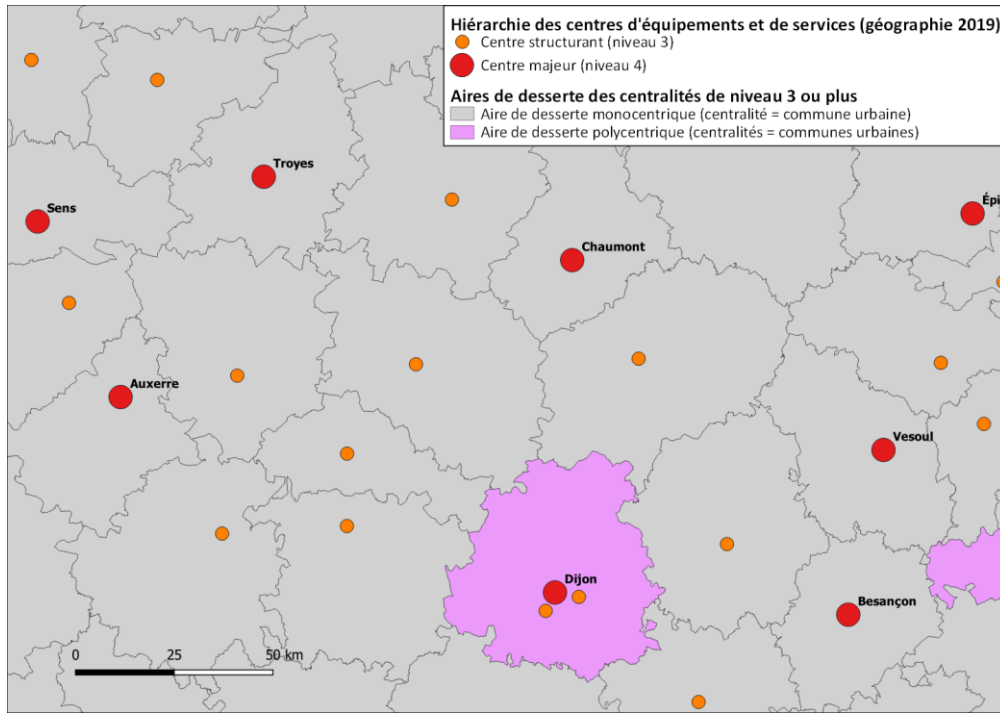 Hiérarchie des centres d'équipements et de services (géographie 2019)
Centre structurant (niveau 3)
Centre majeur (niveau 4)
Aires de desserte des centralités de niveau 3 ou plus
Aire de desserte monocentrique (centralité = commune urbaine)
Aire de desserte polycentrique (centralités = communes urbaines)
Troyes
Sens
Épi
Chaumont
Auxerre
Vesoul
Dijon
Besançon
0 25 50 km